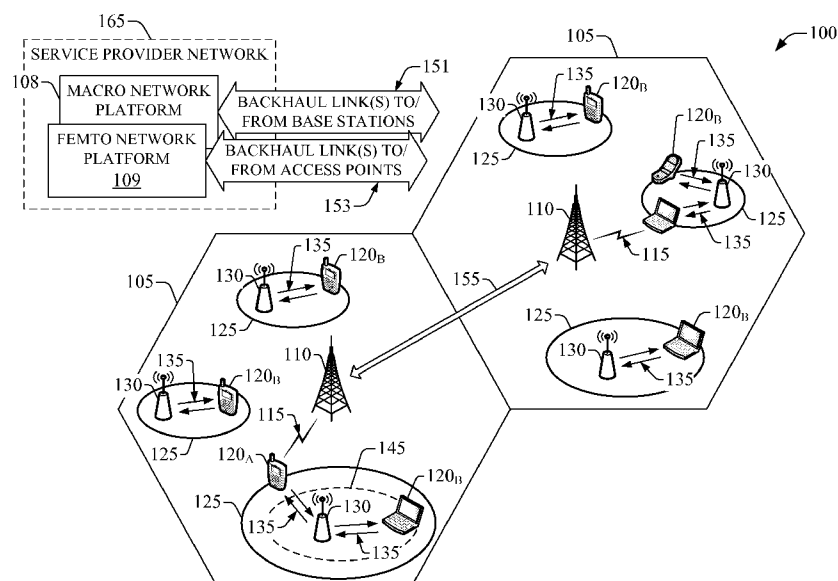 165
SERVICE PROVIDER NETWORK
108
MACRO NETWORK
PLATFORM
FEMTO NETWORK
PLATFORM
109
151
BACKHAUL LINK(S) TO/
FROM BASE STATIONS
BACKHAUL LINK(S) TO/
FROM ACCESS POINTS
153
100
105
135
120B
130
125
120B
135
130
125
135
110
115
125
120B
130
135
155
105
135
120B
130
125
110
135
120B
130
125
115
145
120A
120B
125
130
135
135